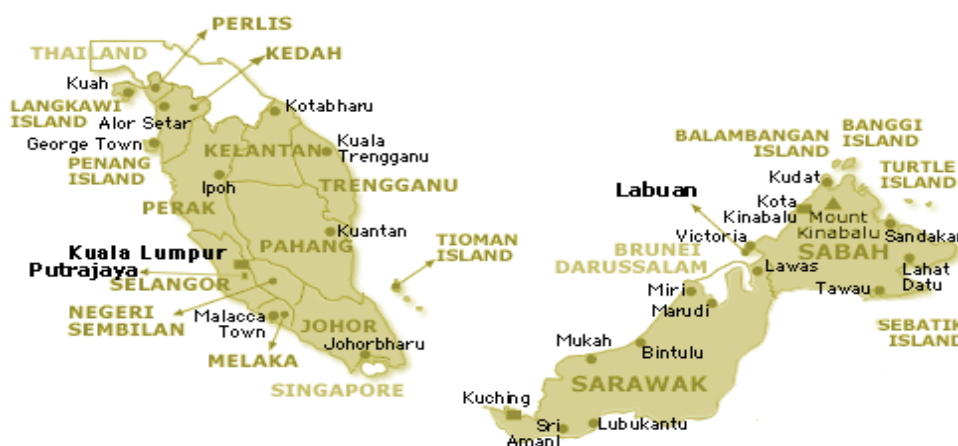 PERLIS
THAILAND
KEDAH
Kuah
LANGKAWI
ISLAND
Alor Setar
Kotabharu
George Town
PENANG
ISLAND
KELANTAN
Kuala
Trengganu
TRENGGANU
Ipoh
PERAK
PAHANG
Kuantan
TIOMAN
ISLAND
Kuala Lumpur
Putrajaya
SELANGOR
NEGERI
SEMBILAN
Malacca
Town
MELAKA
JOHOR
Johorbharu
SINGAPORE
BALAMBANGAN
ISLAND
BANGGI
ISLAND
TURTLE
ISLAND
Kudat
Labuan
Kota
Kinabalu
Mount
Kinabalu
Victoria
SABAH
Sandakan
BRUNEI
DARUSSALAM
Lawas
Lahat
Datu
Tawau
Miri
Marudi
SEBATIK
ISLAND
Mukah
Bintulu
SARAWAK
Kuching
Sri
Amanl
Lubukantu